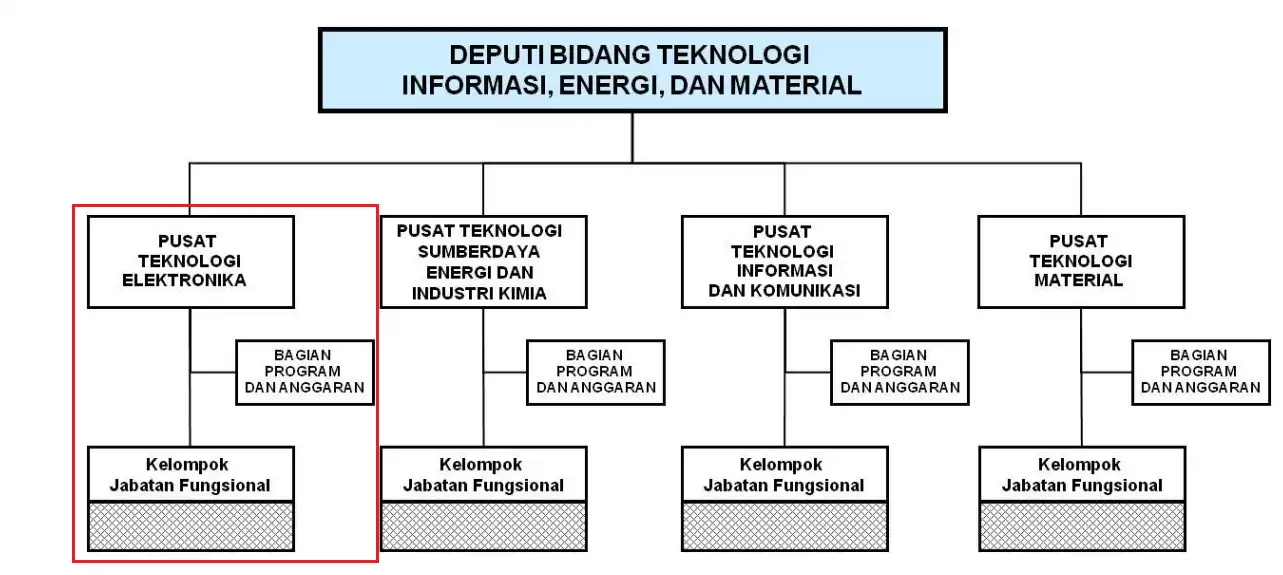 DEPUTI BIDANG TEKNOLOGI
INFORMASI, ENERGI, DAN MATERIAL
PUSAT
TEKNOLOGI
ELEKTRONIKA
PUSAT TEKNOLOGI
SUMBERDAYA
ENERGI DAN
INDUSTRI KIMIA
PUSAT
TEKNOLOGI
INFORMASI
DAN KOMUNIKASI
PUSAT
TEKNOLOGI
MATERIAL
BAGIAN
PROGRAM
DAN ANGGARAN
BAGIAN
PROGRAM
DAN ANGGARAN
BAGIAN
PROGRAM
DAN ANGGARAN
BAGIAN
PROGRAM
DAN ANGGARAN
Kelompok
Jabatan Fungsional
Kelompok
Jabatan Fungsional
Kelompok
Jabatan Fungsional
Kelompok
Jabatan Fungsional